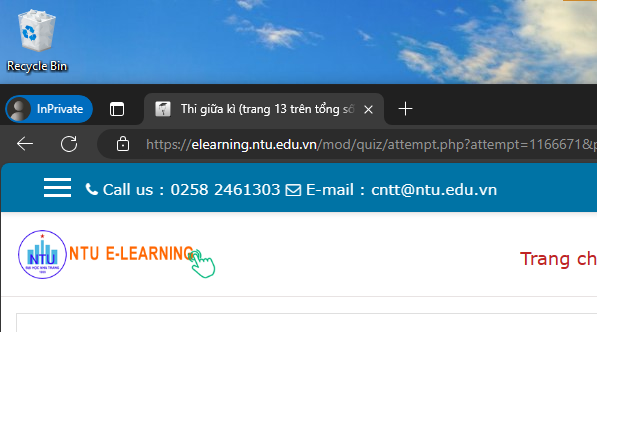 Recycle Bin
InPrivate
Thi giữa kì (trang 13 trên tổng số
https://elearning.ntu.edu.vn/mod/quiz/attempt.php?attempt=1166671&p
Call us : 0258 2461303 E-mail : cntt@ntu.edu.vn
NTU
NTU E-LEARNING
Trang ch